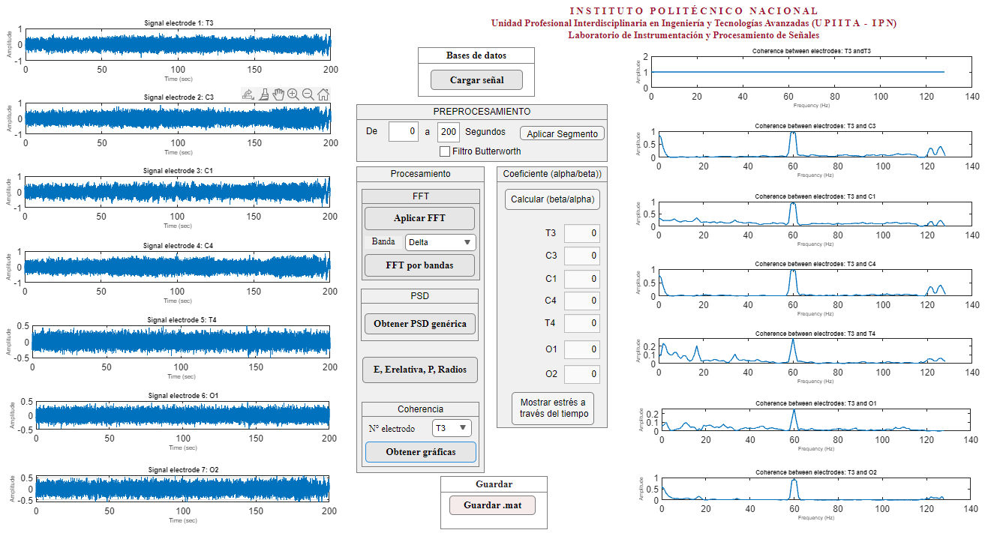 I N S T I T U T O P O L I T É C N I C O N A C I O N A L
Unidad Profesional Interdisciplinaria en Ingeniería y Tecnologías Avanzadas (U P I I T A - I P N)
Laboratorio de Instrumentación y Procesamiento de Señales
Signal electrode 1: T3
Amplitude
1
0
-1
0 50 100 150 200
Time (sec)
Signal electrode 2: C3
Amplitude
1
0
-1
0 50 100 150 200
Time (sec)
Signal electrode 3: C1
Amplitude
1
0
-1
0 50 100 150 200
Time (sec)
Signal electrode 4: C4
Amplitude
1
0
-1
0 50 100 150 200
Time (sec)
Signal electrode 5: T4
Amplitude
0.5
0
-0.5
0 50 100 150 200
Time (sec)
Signal electrode 6: O1
Amplitude
0.5
0
-0.5
0 50 100 150 200
Time (sec)
Signal electrode 7: O2
Amplitude
0.5
0
-0.5
0 50 100 150 200
Time (sec)
Bases de datos
Cargar señal
PREPROCESAMIENTO
De 0 a 200 Segundos Aplicar Segmento
Filtro Butterworth
Procesamiento
FFT
Aplicar FFT
Banda Delta
FFT por bandas
PSD
Obtener PSD genérica
E, Erelativa, P, Radios
Coherencia
N° electrodo T3
Obtener gráficas
Coeficiente (alpha/beta))
Calcular (beta/alpha)
T3 0
C3 0
C1 0
C4 0
T4 0
O1 0
O2 0
Mostrar estrés a
través del tiempo
Guardar
Guardar .mat
Coherence between electrodes: T3 andT3
Amplitude
2
1
0
0 20 40 60 80 100 120 140
Frequency (Hz)
Coherence between electrodes: T3 and C3
Amplitude
1
0.5
0
0 20 40 60 80 100 120 140
Frequency (Hz)
Coherence between electrodes: T3 and C1
Amplitude
1
0.5
0
0 20 40 60 80 100 120 140
Frequency (Hz)
Coherence between electrodes: T3 and C4
Amplitude
1
0.5
0
0 20 40 60 80 100 120 140
Frequency (Hz)
Coherence between electrodes: T3 and T4
Amplitude
0.2
0.1
0
0 20 40 60 80 100 120 140
Frequency (Hz)
Coherence between electrodes: T3 and O1
Amplitude
0.2
0.1
0
0 20 40 60 80 100 120 140
Frequency (Hz)
Coherence between electrodes: T3 and O2
Amplitude
1
0.5
0
0 20 40 60 80 100 120 140
Frequency (Hz)